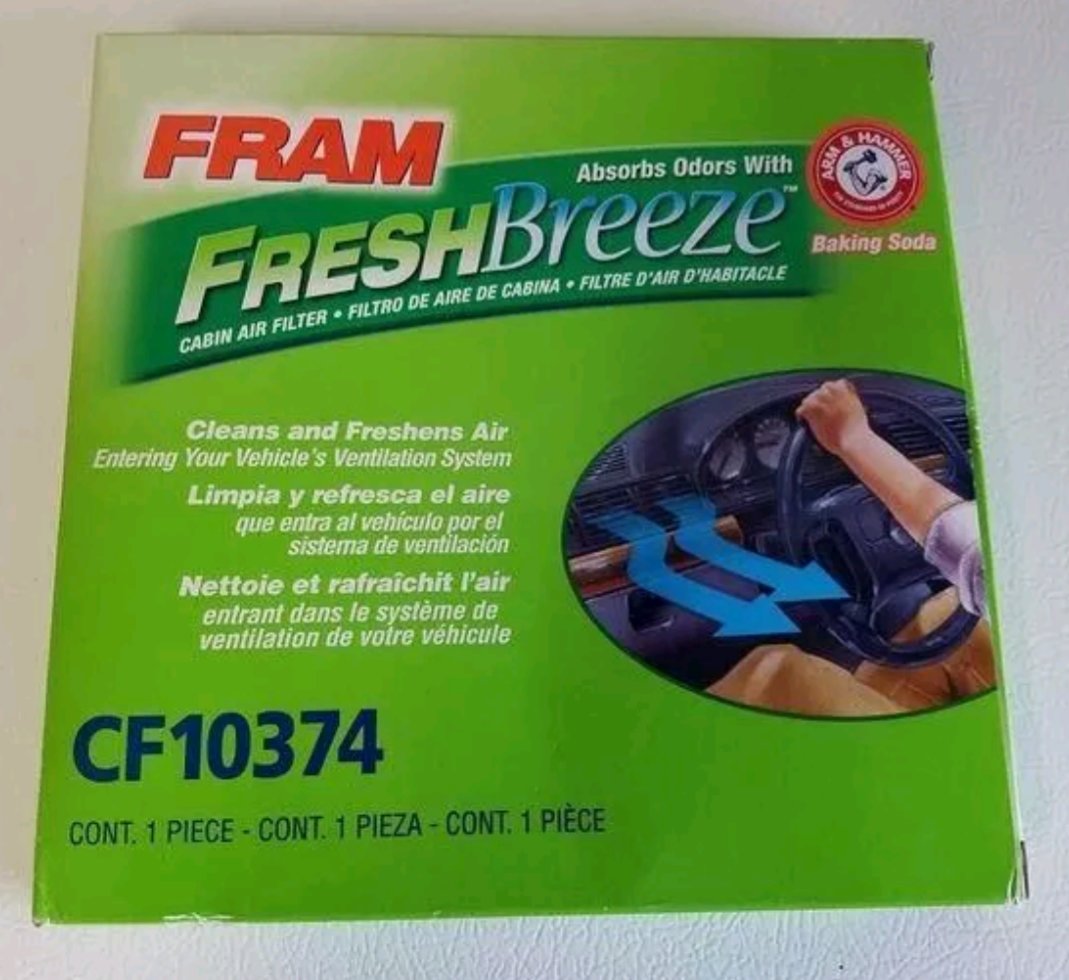 FRAM
Absorbs Odors With
ARM & HAMMER
Baking Soda
FRESHBreeze™
CABIN AIR FILTER • FILTRO DE AIRE DE CABINA • FILTRE D'AIR D'HABITACLE
Cleans and Freshens Air
Entering Your Vehicle's Ventilation System
Limpia y refresca el aire
que entra al vehículo por el
sistema de ventilación
Nettoie et rafraîchit l'air
entrant dans le système de
ventilation de votre véhicule
CF10374
CONT. 1 PIECE - CONT. 1 PIEZA - CONT. 1 PIÈCE